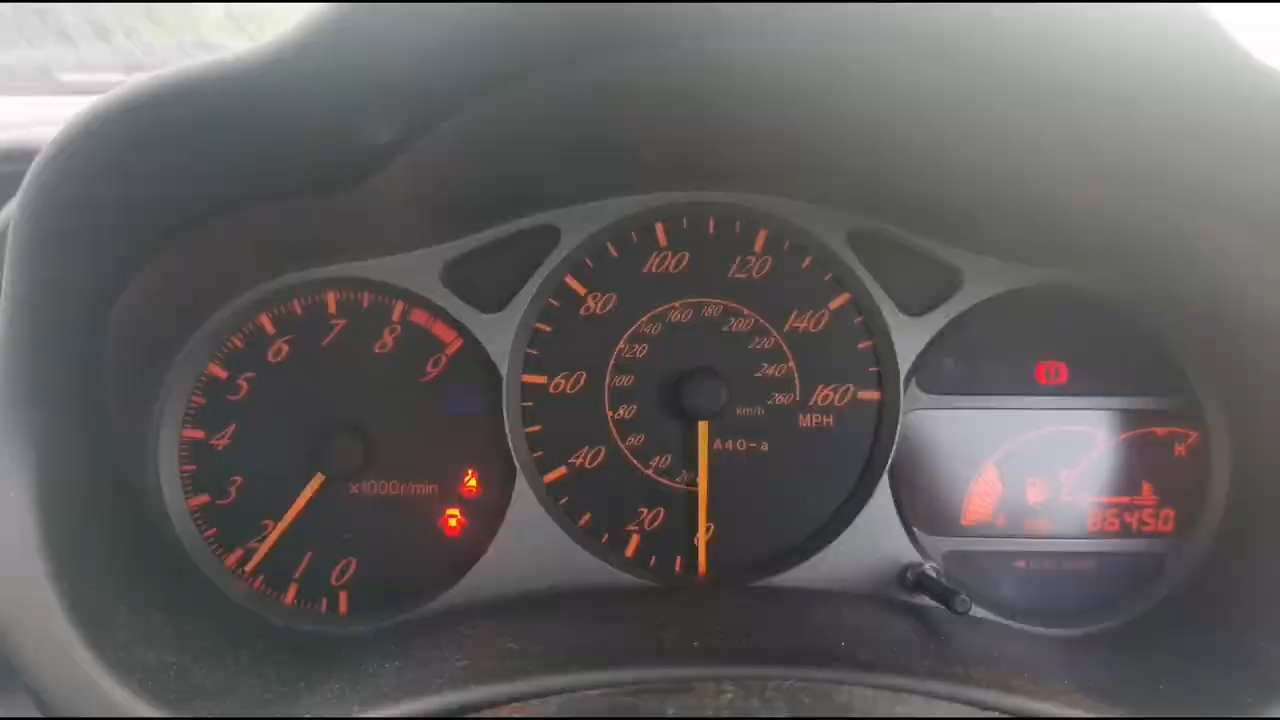 0 1 2 3 4 5 6 7 8 9
x1000r/min
0 20 40 60 80 100 120 140 160
MPH
20 40 60 80 100 120 140 160 180 200 220 240 260
km/h
A40-a
H
86450